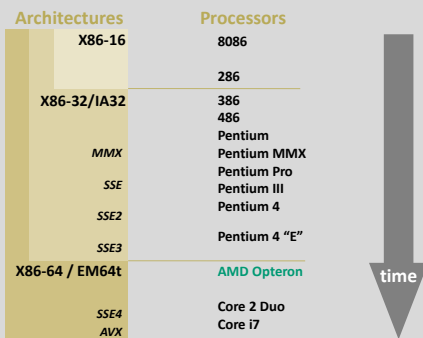 Architectures Processors
X86-16 8086
286
X86-32/IA32 386
486
Pentium
MMX Pentium MMX
Pentium Pro
SSE Pentium III
SSE2 Pentium 4
SSE3 Pentium 4 “E”
X86-64 / EM64t AMD Opteron time
SSE4 Core 2 Duo
AVX Core i7